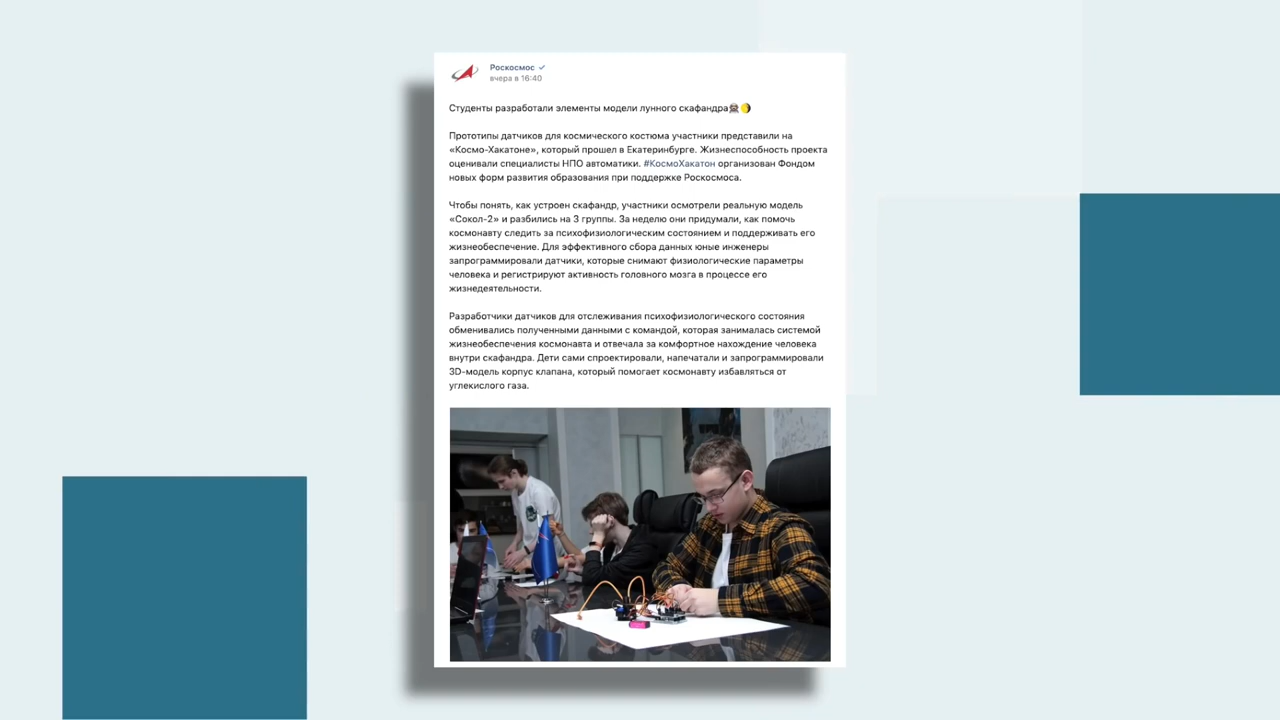 Роскосмос
вчера в 16:40
Студенты разработали элементы модели лунного скафандра
Прототипы датчиков для космического костюма участники представили на
«Космо-Хакатоне», который прошел в Екатеринбурге. Жизнеспособность проекта
оценивали специалисты НПО автоматики. #КосмоХакатон организован Фондом
новых форм развития образования при поддержке Роскосмоса.
Чтобы понять, как устроен скафандр, участники осмотрели реальную модель
«Сокол-2» и разбились на 3 группы. За неделю они придумали, как помочь
космонавту следить за психофизиологическим состоянием и поддерживать его
жизнеобеспечение. Для эффективного сбора данных юные инженеры
запрограммировали датчики, которые снимают физиологические параметры
человека и регистрируют активность головного мозга в процессе его
жизнедеятельности.
Разработчики датчиков для отслеживания психофизиологического состояния
обменивались полученными данными с командой, которая занималась системой
жизнеобеспечения космонавта и отвечала за комфортное нахождение человека
внутри скафандра. Дети сами спроектировали, напечатали и запрограммировали
3D-модель корпус клапана, который помогает космонавту избавляться от
углекислого газа.